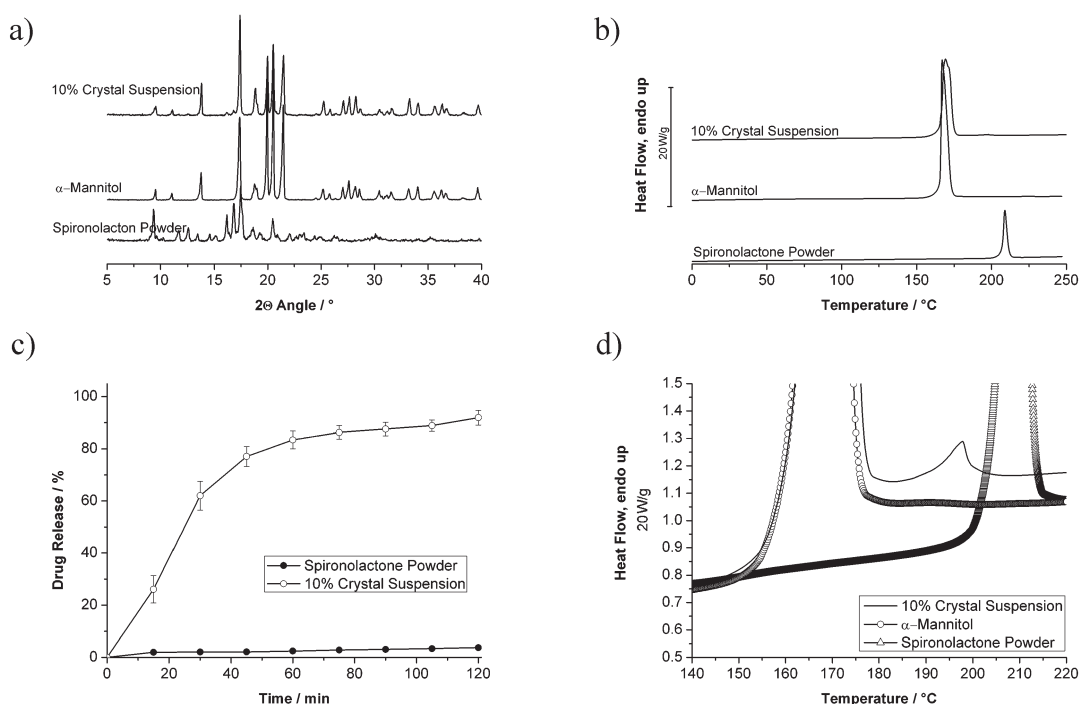 a)
10% Crystal Suspension
α−Mannitol
Spironolacton Powder
5 10 15 20 25 30 35 40
2Θ Angle / °
b)
Heat Flow, endo up
20W/g
10% Crystal Suspension
α−Mannitol
Spironolactone Powder
0 50 100 150 200 250
Temperature / °C
c)
Drug Release / %
100
80
60
40
20
0
Spironolactone Powder
10% Crystal Suspension
0 20 40 60 80 100 120
Time / min
d)
Heat Flow, endo up
20W/g
1.5
1.4
1.3
1.2
1.1
1.0
0.9
0.8
0.7
0.6
0.5
10% Crystal Suspension
α−Mannitol
Spironolactone Powder
140 150 160 170 180 190 200 210 220
Temperature / °C